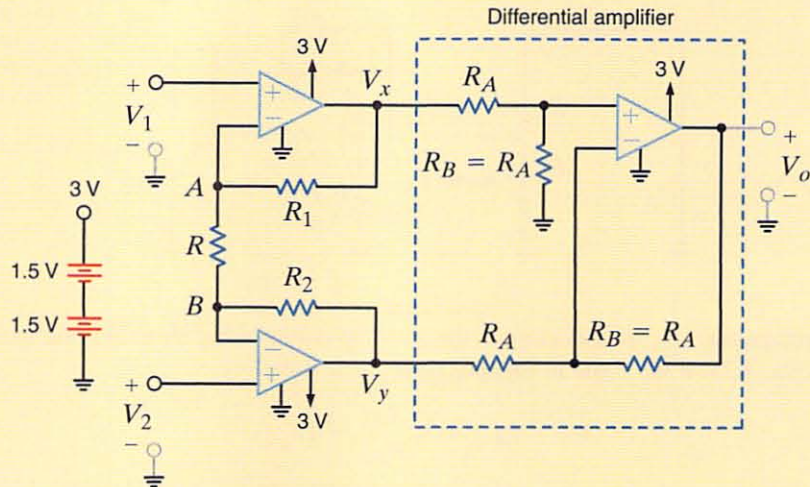 Differential amplifier
3 V
3 V
Vx
RA
+
V1
−
+
−
+
−
+
Vo
−
RB = RA
A
R1
3 V
R
1.5 V
1.5 V
R2
B
RA
RB = RA
−
+
+
V2
−
Vy
3 V